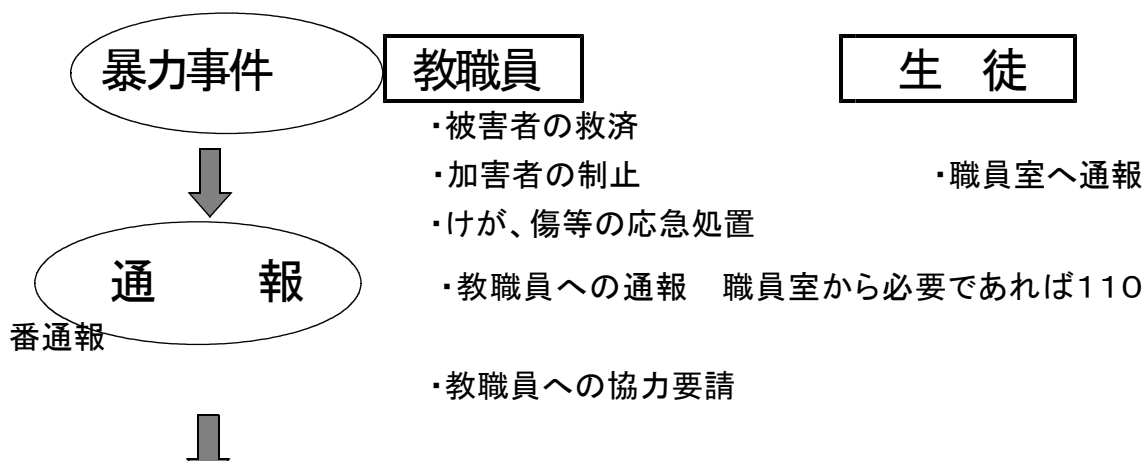 暴力事件 教職員 生 徒
・被害者の救済
・加害者の制止 ・職員室へ通報
・けが、傷等の応急処置
通 報 ・教職員への通報 職員室から必要であれば110
番通報
・教職員への協力要請